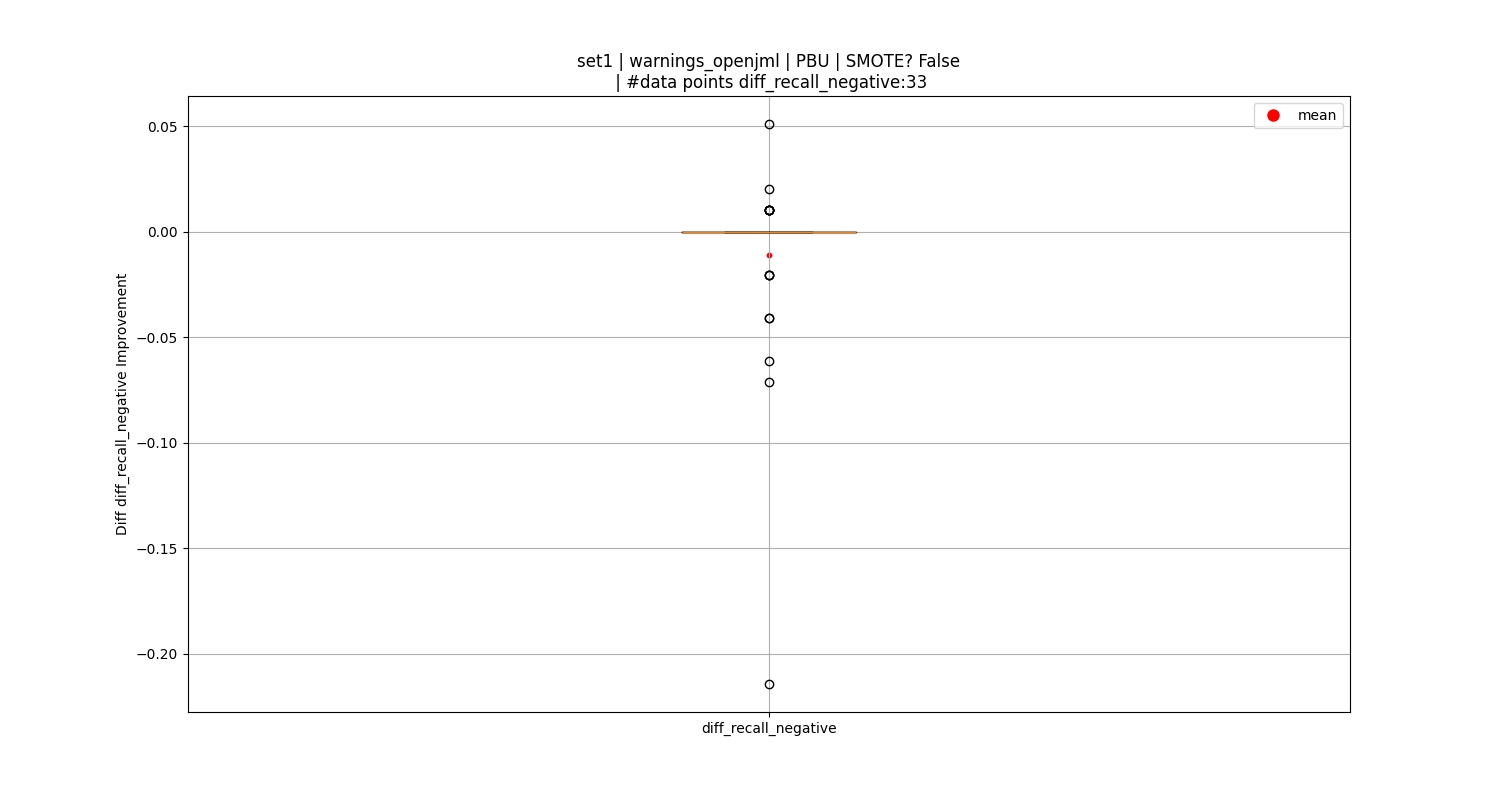 set1 | warnings_openjml | PBU | SMOTE? False
| #data points diff_recall_negative:33
mean
0.05
0.00
−0.05
−0.10
−0.15
−0.20
Diff diff_recall_negative Improvement
diff_recall_negative